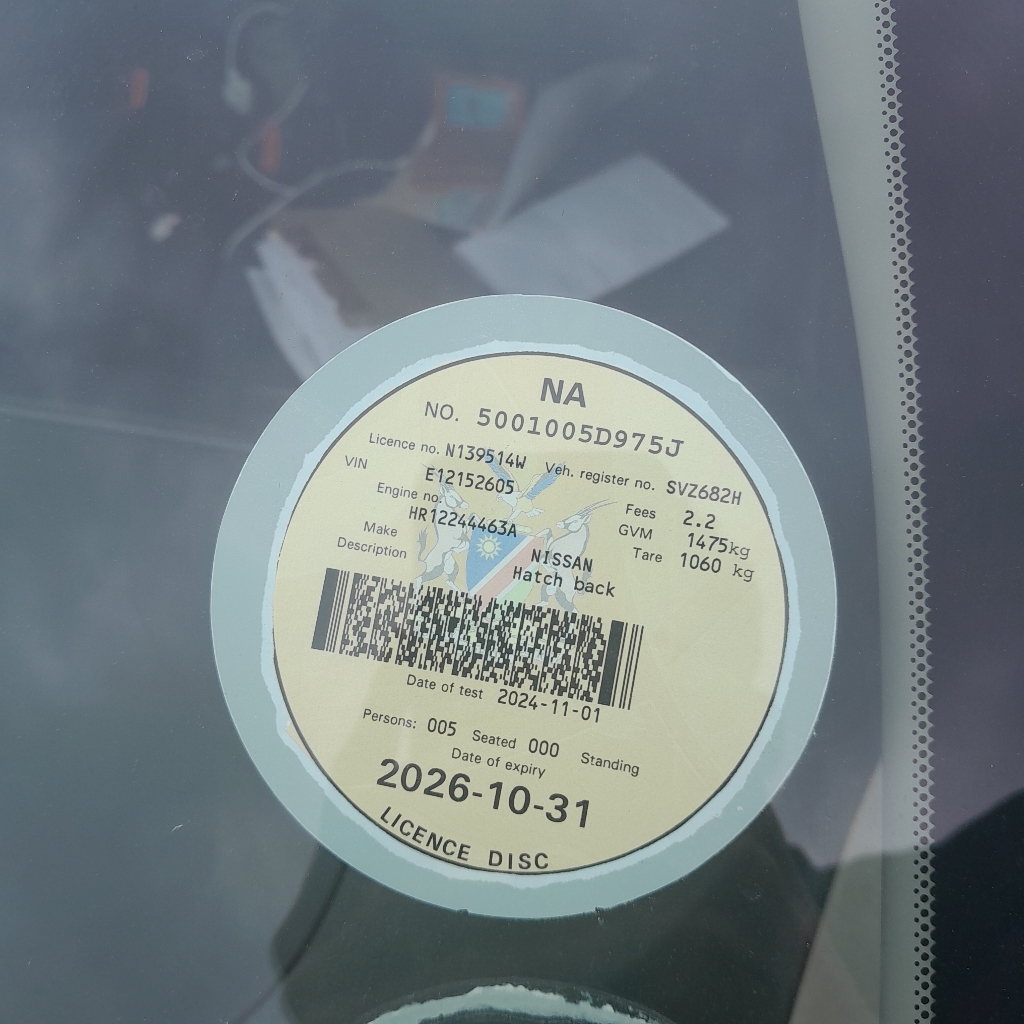 NA
NO. 5001005D975J
Licence no. N139514W Veh. register no. SVZ682H
VIN E12152605 Fees 2.2
Engine no. HR12244463A GVM 1475kg
Make NISSAN Tare 1060 kg
Description Hatch back
Date of test 2024-11-01
Persons: 005 Seated 000 Standing
Date of expiry
2026-10-31
LICENCE DISC